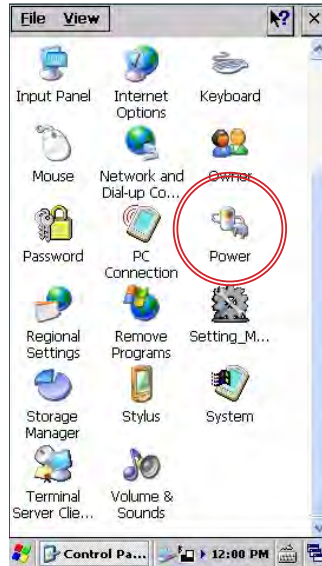 File View
Input Panel
Internet
Options
Keyboard
Mouse
Network and
Dial-up Co...
Owner
Password
PC
Connection
Power
Regional
Settings
Remove
Programs
Setting_M...
Storage
Manager
Stylus
System
Terminal
Server Clie...
Volume &
Sounds
Control Pa... 12:00 PM